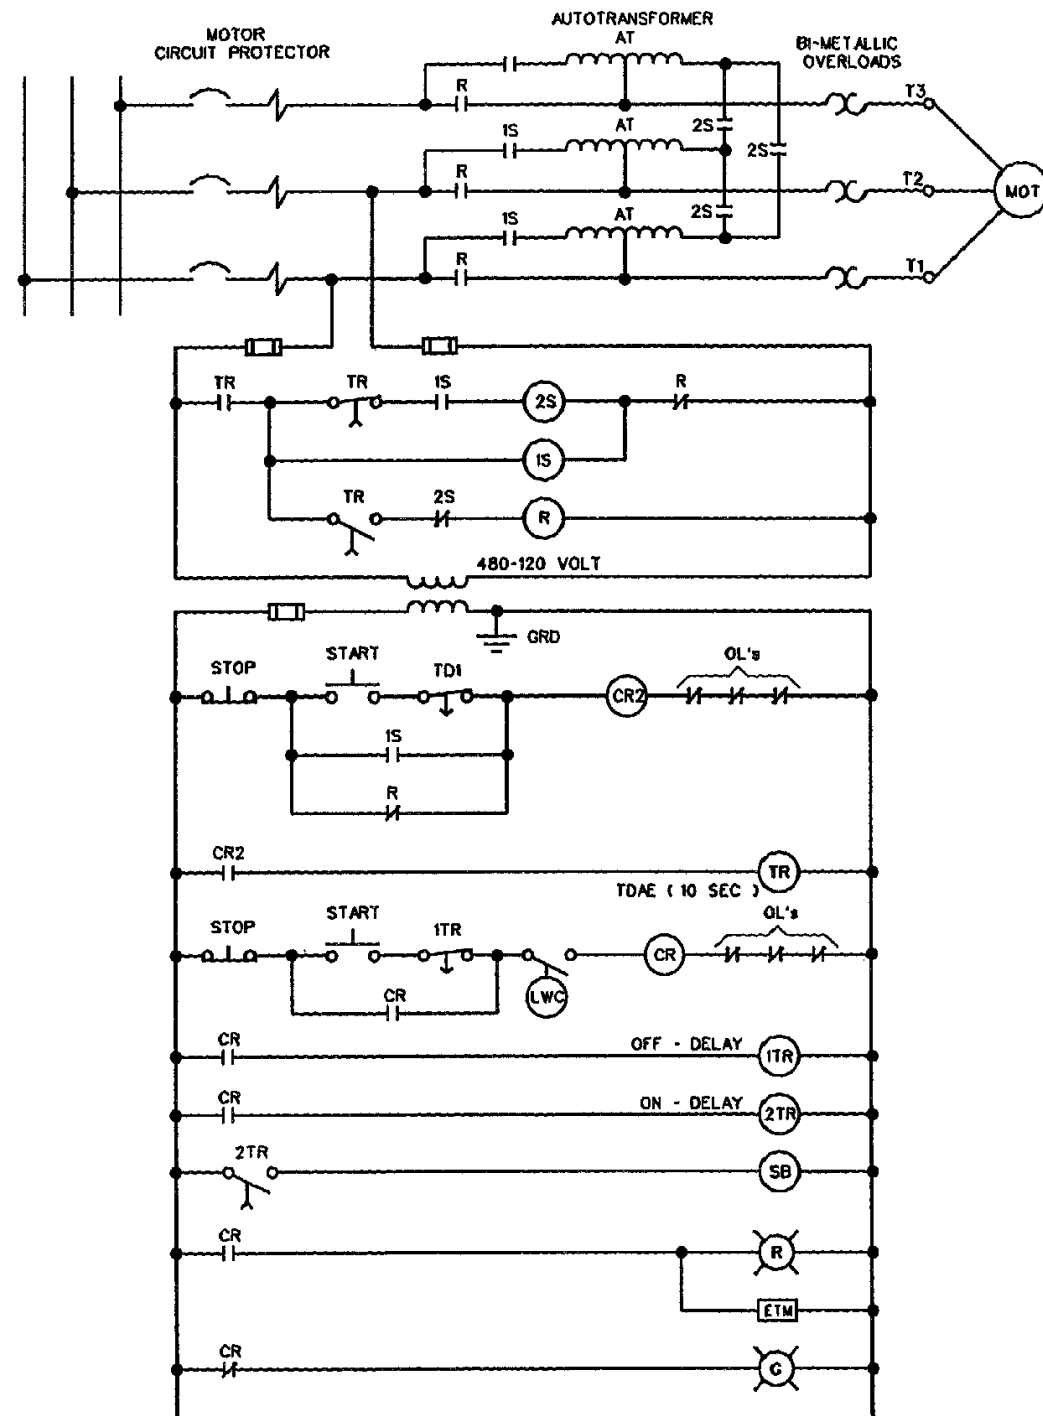 AUTOTRANSFORMER
MOTOR
CIRCUIT PROTECTOR
AT
BI-METALLIC
OVERLOADS
R
T3
1S
AT
2S
2S
R
T2
MOT
1S
AT
2S
R
T1
TR
TR
1S
2S
R
1S
TR
2S
R
480-120 VOLT
GRD
STOP
START
TD1
OL's
CR2
1S
R
CR2
TR
TDAE ( 10 SEC )
STOP
START
1TR
OL's
CR
LWC
CR
CR
OFF - DELAY
1TR
CR
ON - DELAY
2TR
2TR
SB
CR
R
ETM
CR
G